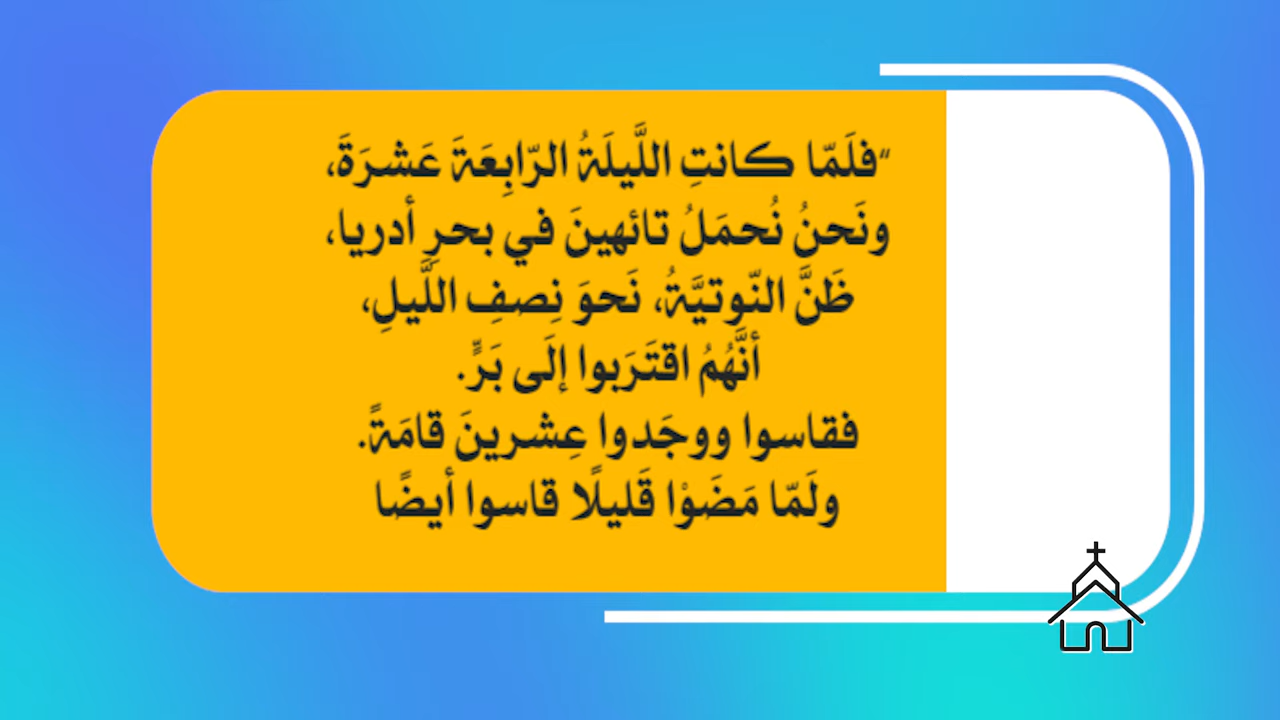 “فلَمّا كانتِ اللَّيلَةُ الرّابِعَةَ عَشرَةَ،
ونَحنُ نُحمَلُ تائهينَ في بحرِ أدريا،
ظَنَّ النّوتيَّةُ، نَحوَ نِصفِ اللَّيلِ،
أنَّهُمُ اقتَرَبوا إلَى بَرٍّ.
فقاسوا ووجَدوا عِشرينَ قامَةً.
ولَمّا مَضَوْا قَليلًا قاسوا أيضًا